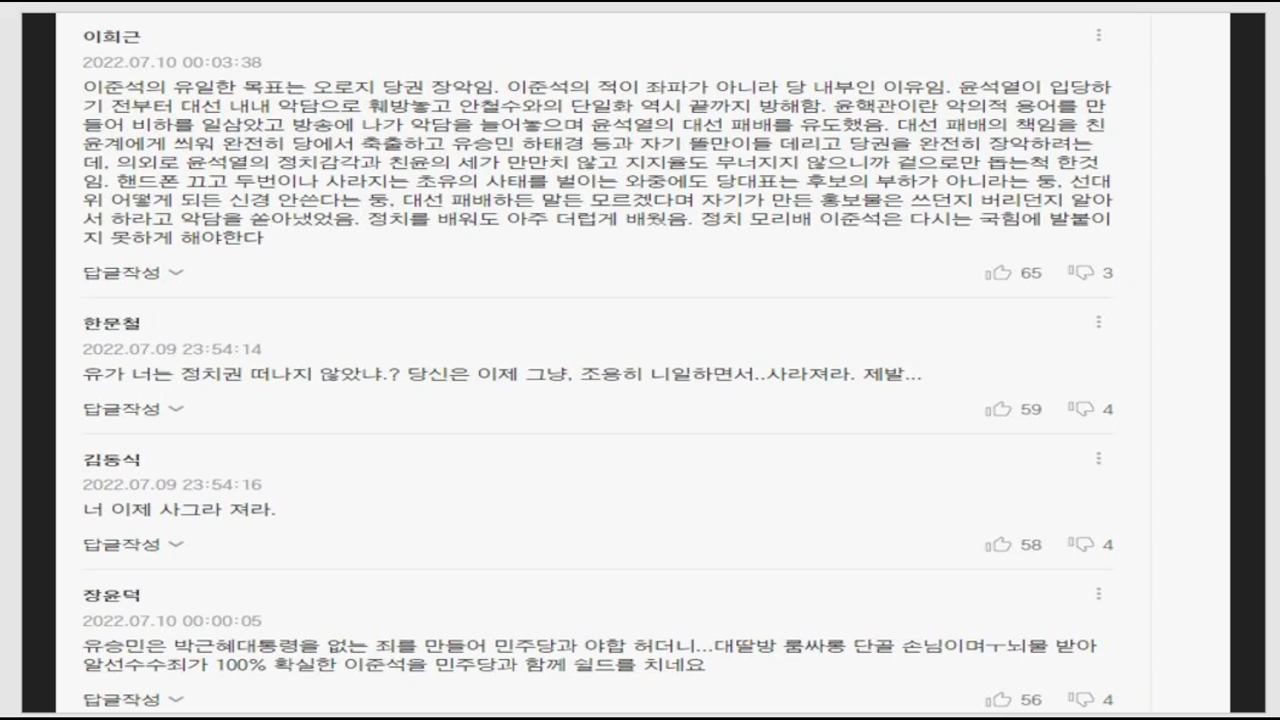 이희근
2022.07.10 00:03:38
이준석의 유일한 목표는 오로지 당권 장악임. 이준석의 적이 좌파가 아니라 당 내부인 이유임. 윤석열이 입당하
기 전부터 대선 내내 악담으로 훼방놓고 안철수와의 단일화 역시 끝까지 방해함. 윤핵관이란 악의적 용어를 만
들어 비하를 일삼았고 방송에 나가 악담을 늘어놓으며 윤석열의 대선 패배를 유도했음. 대선 패배의 책임을 친
윤계에게 씌워 완전히 당에서 축출하고 유승민 하태경 등과 자기 똘만이들 데리고 당권을 완전히 장악하려는
데, 의외로 윤석열의 정치감각과 친윤의 세가 만만치 않고 지지율도 무너지지 않으니까 겉으로만 돕는척 한것
임. 핸드폰 끄고 두번이나 사라지는 초유의 사태를 벌이는 와중에도 당대표는 후보의 부하가 아니라는 둥, 선대
위 어떻게 되든 신경 안쓴다는 둥, 대선 패배하든 말든 모르겠다며 자기가 만든 홍보물은 쓰던지 버리던지 알아
서 하라고 악담을 쏟아냈었음. 정치를 배워도 아주 더럽게 배웠음. 정치 모리배 이준석은 다시는 국힘에 발붙이
지 못하게 해야한다
답글작성
65 3
한문철
2022.07.09 23:54:14
유가 너는 정치권 떠나지 않았냐.? 당신은 이제 그냥, 조용히 니일하면서..사라져라. 제발...
답글작성
59 4
김동식
2022.07.09 23:54:16
너 이제 사그라 져라.
답글작성
58 4
장윤덕
2022.07.10 00:00:05
유승민은 박근혜대통령을 없는 죄를 만들어 민주당과 야합 허더니...대딸방 룸싸롱 단골 손님이며ㅜ뇌물 받아
알선수수죄가 100% 확실한 이준석을 민주당과 함께 쉴드를 치네요
답글작성
56 4